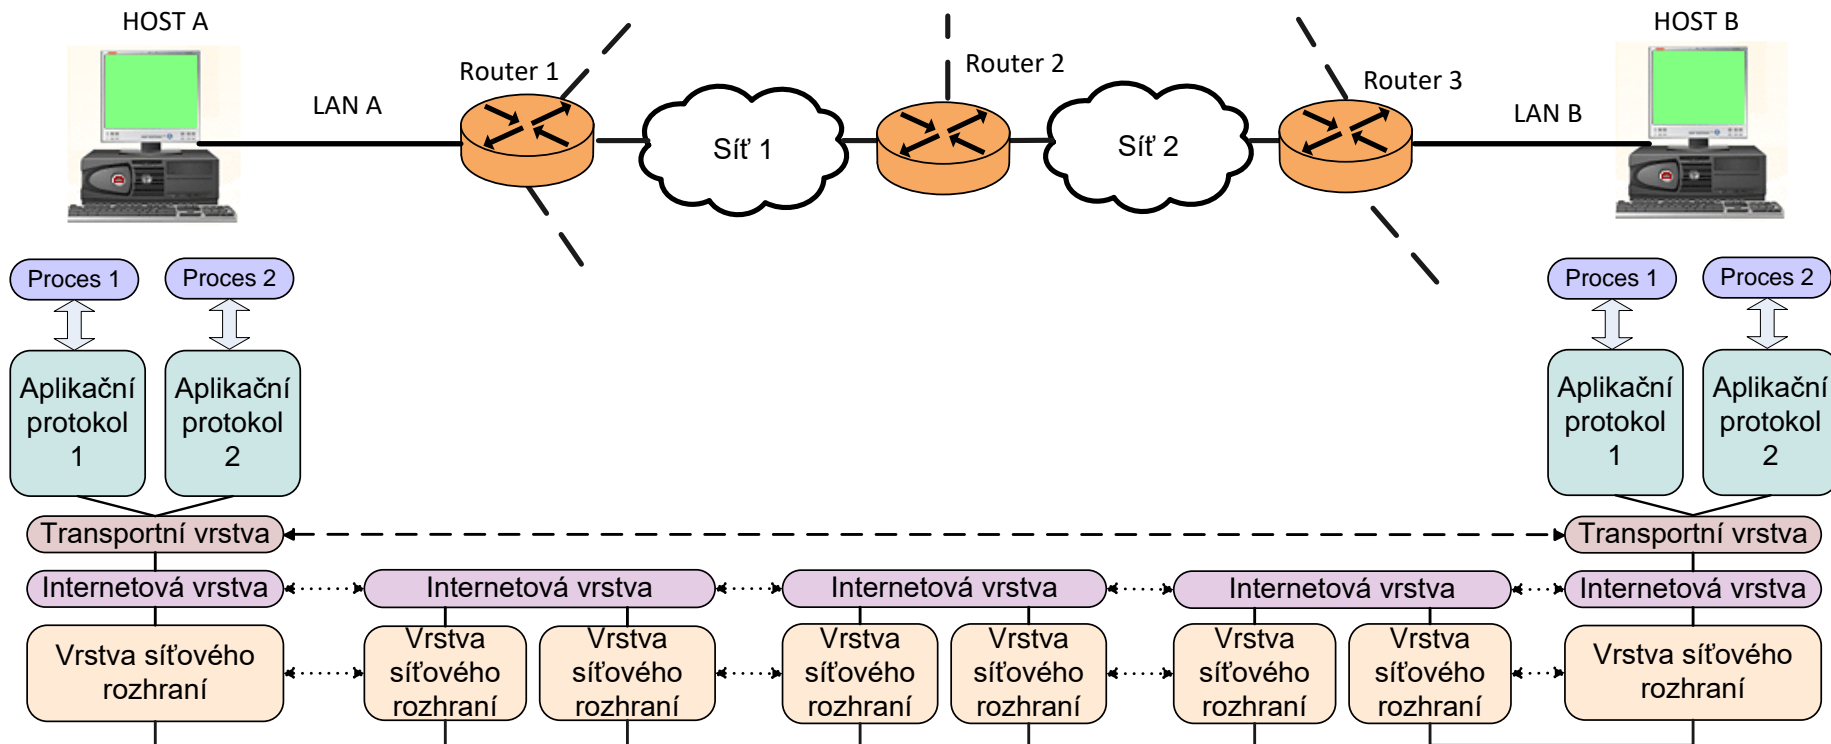 HOST A
HOST B
Router 1
Router 2
Router 3
LAN A
LAN B
Síť 1
Síť 2
Proces 1
Proces 2
Proces 1
Proces 2
Aplikační
protokol
1
Aplikační
protokol
2
Aplikační
protokol
1
Aplikační
protokol
2
Transportní vrstva
Transportní vrstva
Internetová vrstva
Internetová vrstva
Internetová vrstva
Internetová vrstva
Internetová vrstva
Vrstva síťového
rozhraní
Vrstva
síťového
rozhraní
Vrstva
síťového
rozhraní
Vrstva
síťového
rozhraní
Vrstva
síťového
rozhraní
Vrstva
síťového
rozhraní
Vrstva
síťového
rozhraní
Vrstva síťového
rozhraní